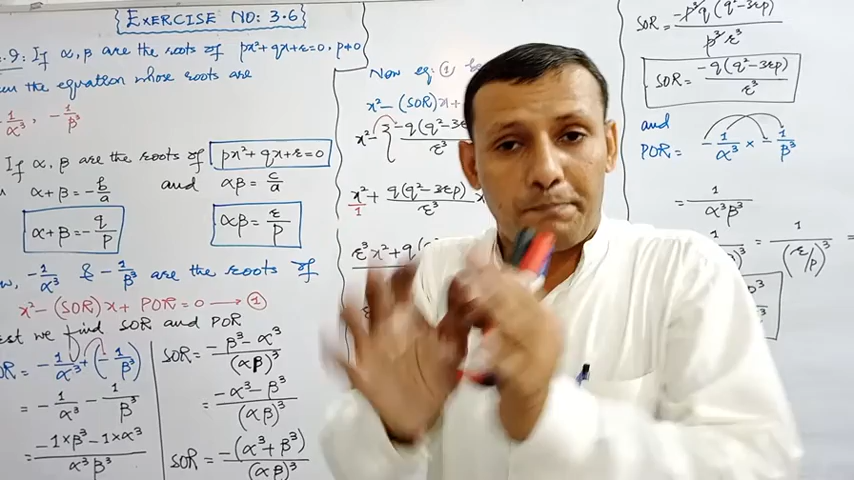 EXERCISE NO: 3.6
.9: If α, β are the roots of px²+qx+r=0, p≠0
the equation whose roots are
-1/α³, -1/β³
If α, β are the roots of px²+qx+r=0
α+β = -b/a and αβ = c/a
α+β = -q/p αβ = r/p
-1/α³ & -1/β³ are the roots of
x²-(SOR)x + POR = 0 → ①
we find SOR and POR
= -1/α³ + (-1/β³)
= -1/α³ - 1/β³
= (-1×β³-1×α³)/(α³β³)
SOR = (-β³-α³)/(αβ)³
= (-α³-β³)/(αβ)³
SOR = -(α³+β³)/(αβ)³
Now eq: ①
x²-(SOR)x+
x²-{-q(q²-3rp)/r³
x²/1 + q(q²-3rp)/r³
r³x²+q(
SOR = -p³q(q²-3rp)/(p³r³)
SOR = -q(q²-3rp)/r³
and
POR = -1/α³ × -1/β³
= 1/(α³β³)
= 1/(r/p)³ =